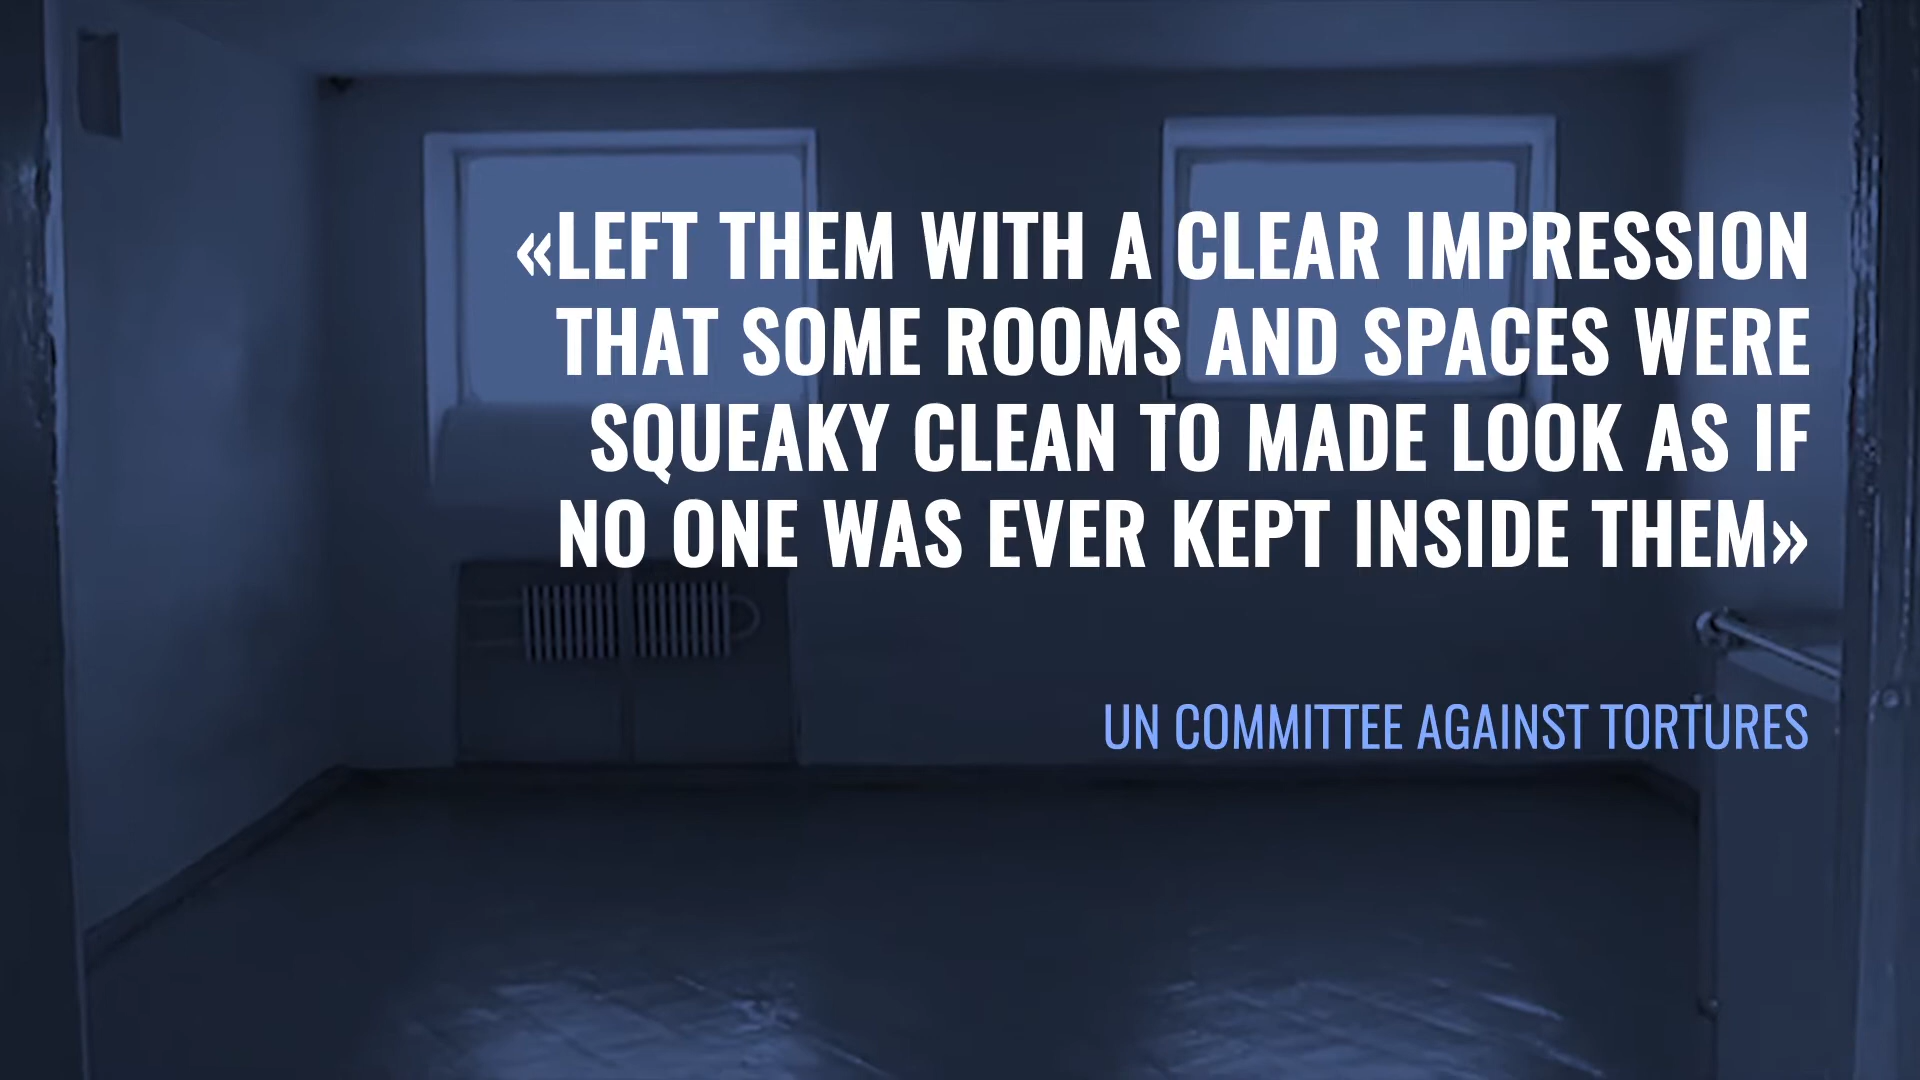 «LEFT THEM WITH A CLEAR IMPRESSION
THAT SOME ROOMS AND SPACES WERE
SQUEAKY CLEAN TO MADE LOOK AS IF
NO ONE WAS EVER KEPT INSIDE THEM»
UN COMMITTEE AGAINST TORTURES